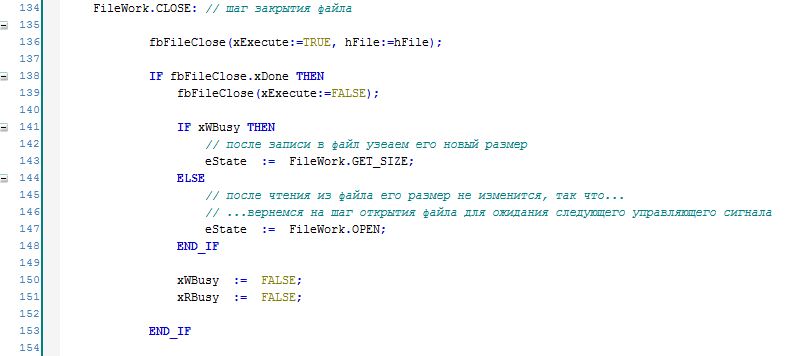 134 FileWork.CLOSE: // шаг закрытия файла
135
136 fbFileClose(xExecute:=TRUE, hFile:=hFile);
137
138 IF fbFileClose.xDone THEN
139 fbFileClose(xExecute:=FALSE);
140
141 IF xWBusy THEN
142 // после записи в файл узеаем его новый размер
143 eState := FileWork.GET_SIZE;
144 ELSE
145 // после чтения из файла его размер не изменится, так что...
146 // ...вернемся на шаг открытия файла для ожидания следующего управляющего сигнала
147 eState := FileWork.OPEN;
148 END_IF
149
150 xWBusy := FALSE;
151 xRBusy := FALSE;
152
153 END_IF
154